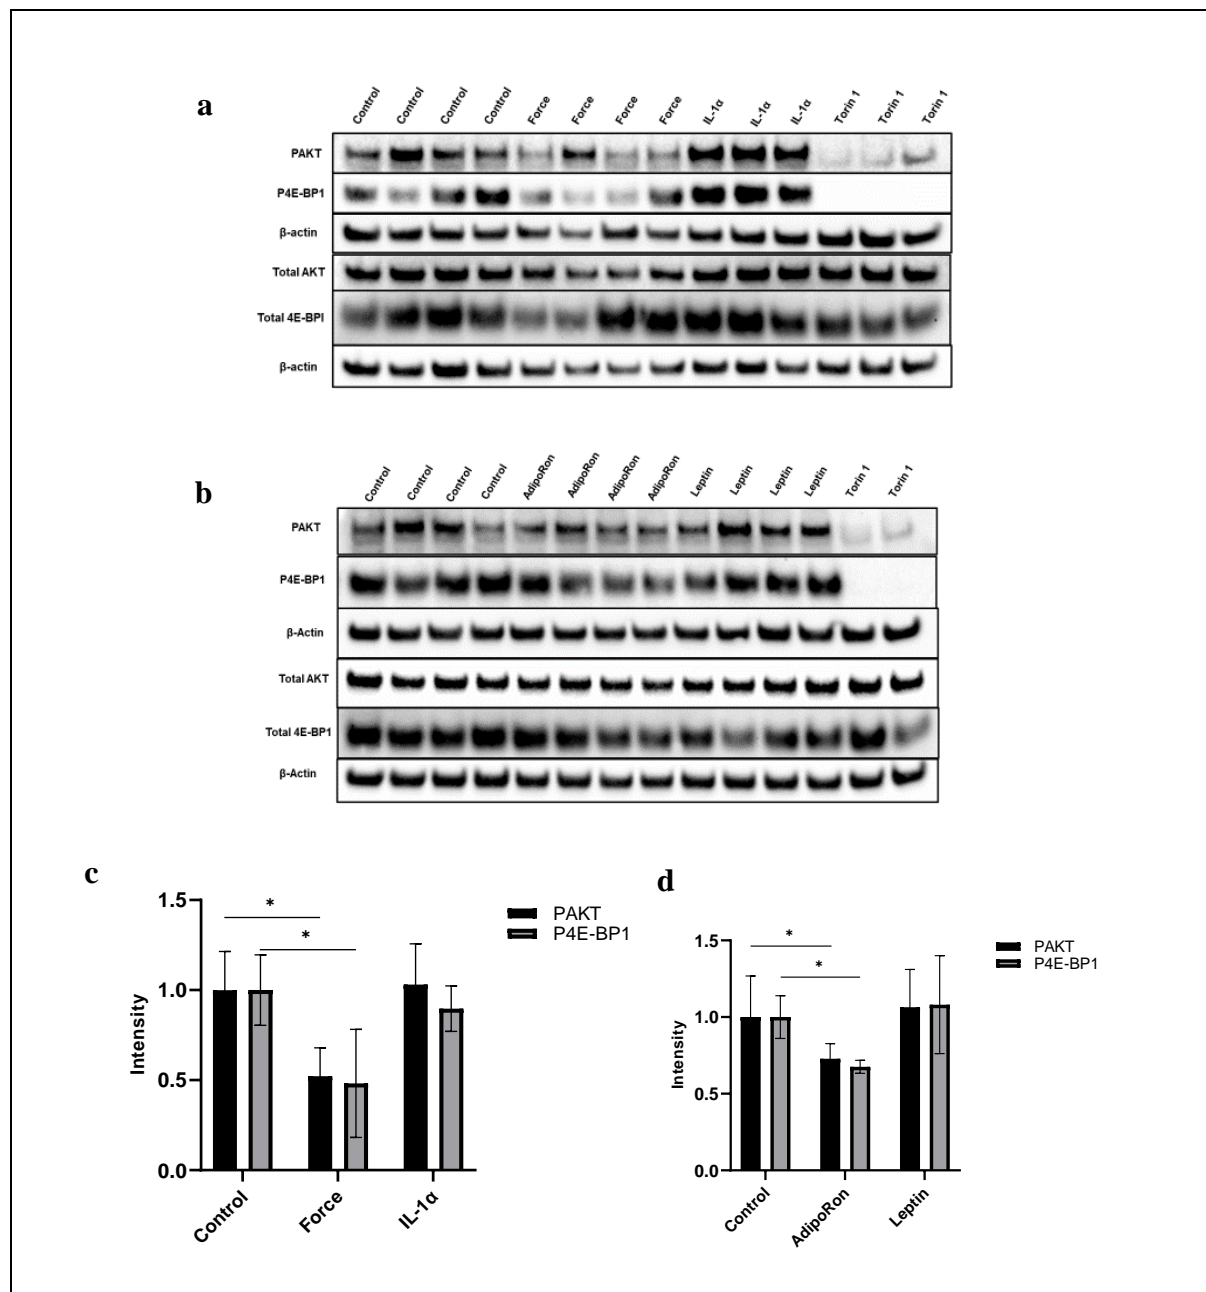 a
Control Control Control Control Force Force Force Force IL-1α IL-1α IL-1α Torin 1 Torin 1 Torin 1
PAKT
P4E-BP1
β-actin
Total AKT
Total 4E-BPI
β-actin
b
Control Control Control Control AdipoRon AdipoRon AdipoRon AdipoRon Leptin Leptin Leptin Leptin Torin 1 Torin 1
PAKT
P4E-BP1
β-Actin
Total AKT
Total 4E-BP1
β-Actin
c
1.5
1.0
0.5
0.0
Intensity
*
*
PAKT
P4E-BP1
Control Force IL-1α
d
1.5
1.0
0.5
0.0
Intensity
*
*
PAKT
P4E-BP1
Control AdipoRon Leptin